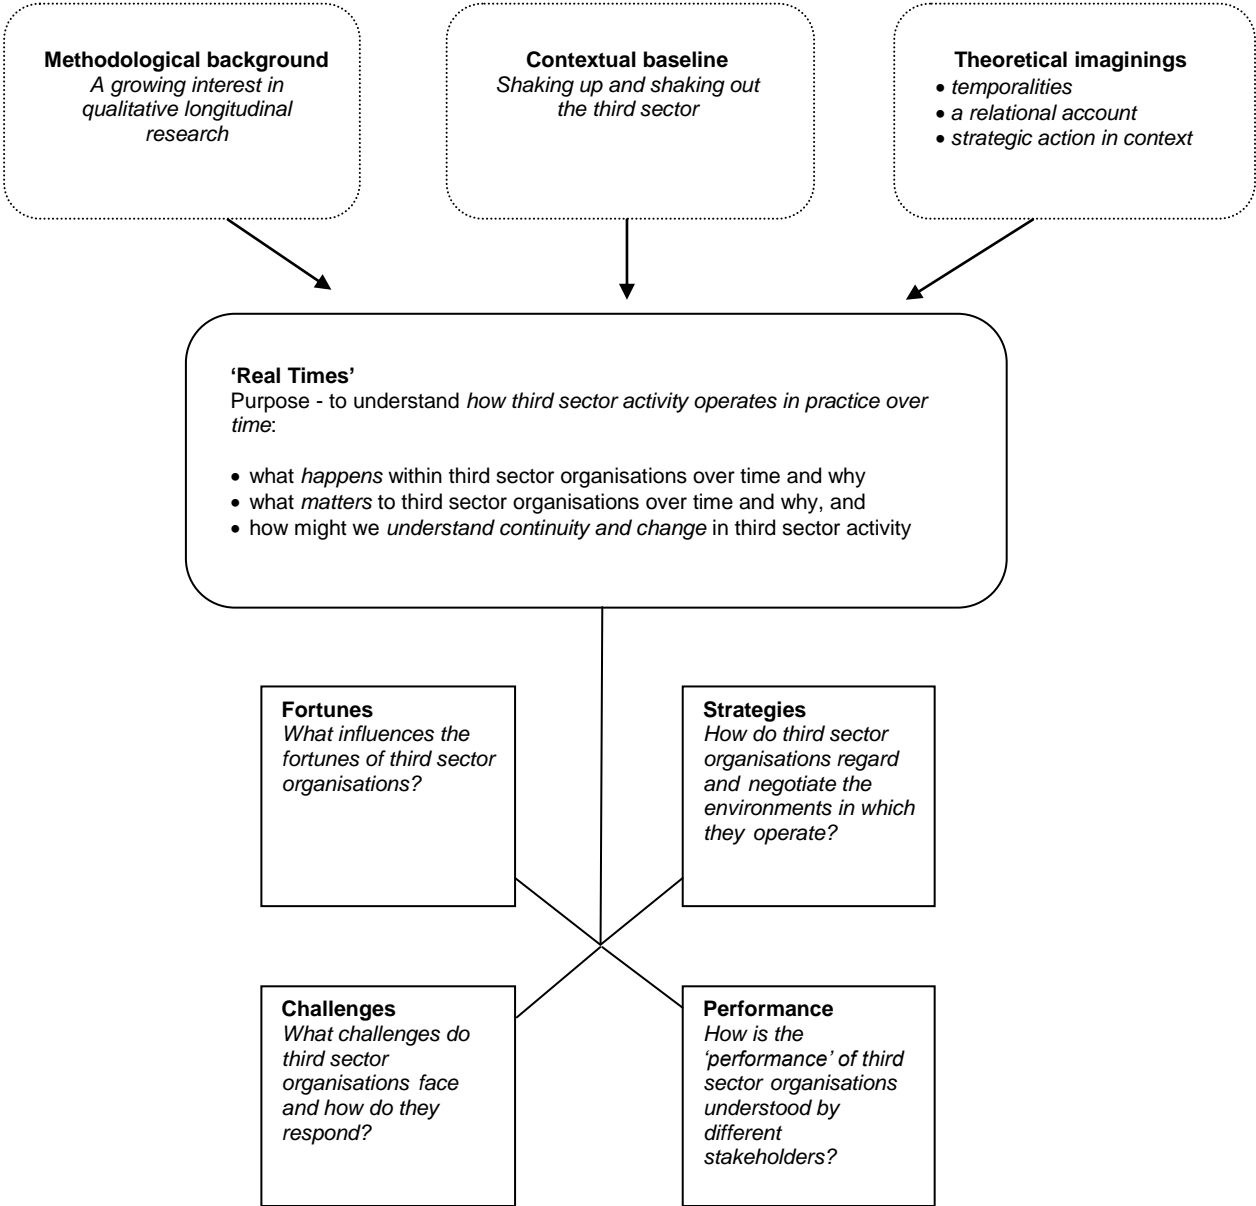 Methodological background
A growing interest in
qualitative longitudinal
research
Contextual baseline
Shaking up and shaking out
the third sector
Theoretical imaginings
• temporalities
• a relational account
• strategic action in context
‘Real Times’
Purpose - to understand how third sector activity operates in practice over
time:
• what happens within third sector organisations over time and why
• what matters to third sector organisations over time and why, and
• how might we understand continuity and change in third sector activity
Fortunes
What influences the
fortunes of third sector
organisations?
Strategies
How do third sector
organisations regard
and negotiate the
environments in which
they operate?
Challenges
What challenges do
third sector
organisations face
and how do they
respond?
Performance
How is the
‘performance’ of third
sector organisations
understood by
different
stakeholders?